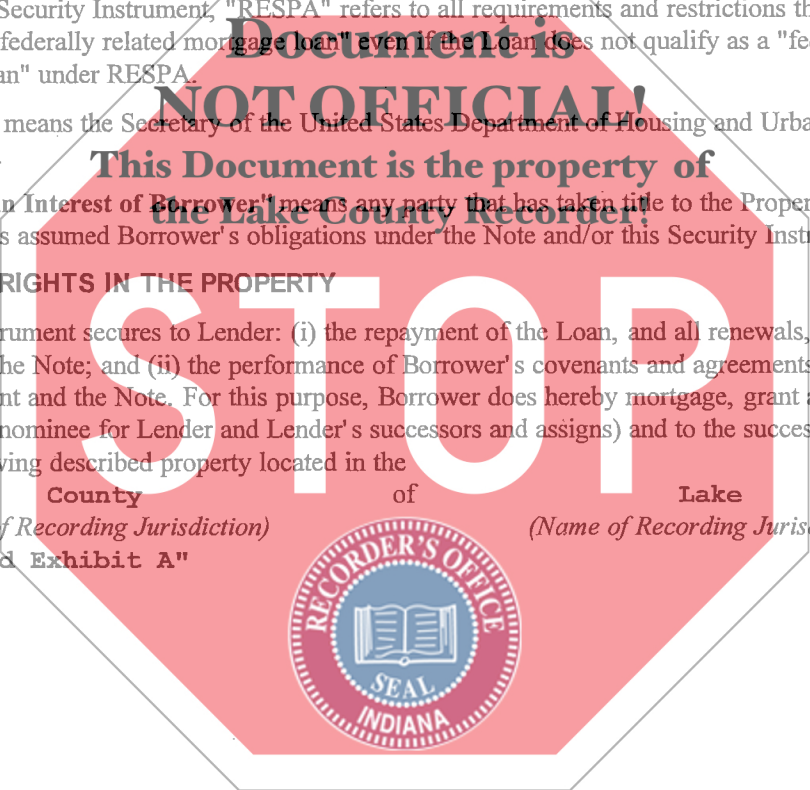 Security Instrument, "RESPA" refers to all requirements and restrictions th
Document is
federally related mortgage loan" even if the Loan does not qualify as a "fe
an" under RESPA.
NOT OFFICIAL!
means the Secretary of the United States Department of Housing and Urba
This Document is the property of
n Interest of Borrower" means any party that has taken title to the Proper
the Lake County Recorder!
s assumed Borrower's obligations under the Note and/or this Security Instr
RIGHTS IN THE PROPERTY
STOP
rument secures to Lender: (i) the repayment of the Loan, and all renewals,
he Note; and (ii) the performance of Borrower's covenants and agreements
nt and the Note. For this purpose, Borrower does hereby mortgage, grant a
nominee for Lender and Lender's successors and assigns) and to the succes
ving described property located in the
County of Lake
f Recording Jurisdiction) (Name of Recording Juris
d Exhibit A"
RECORDER'S OFFICE
SEAL
INDIANA